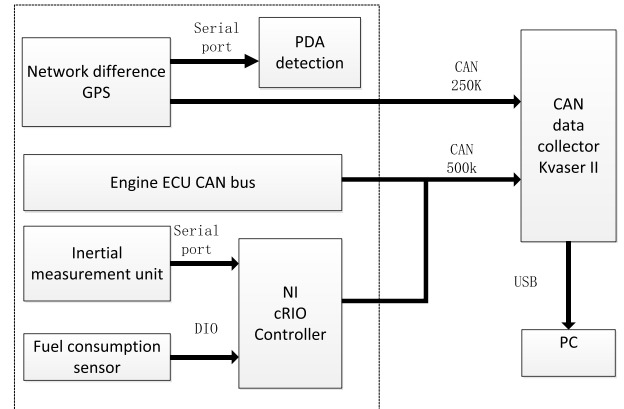 Serial
port
PDA
detection
Network difference
GPS
CAN
250K
CAN
data
collector
Kvaser II
CAN
500k
Engine ECU CAN bus
Serial
port
Inertial
measurement unit
NI
cRIO
Controller
USB
DIO
Fuel consumption
sensor
PC